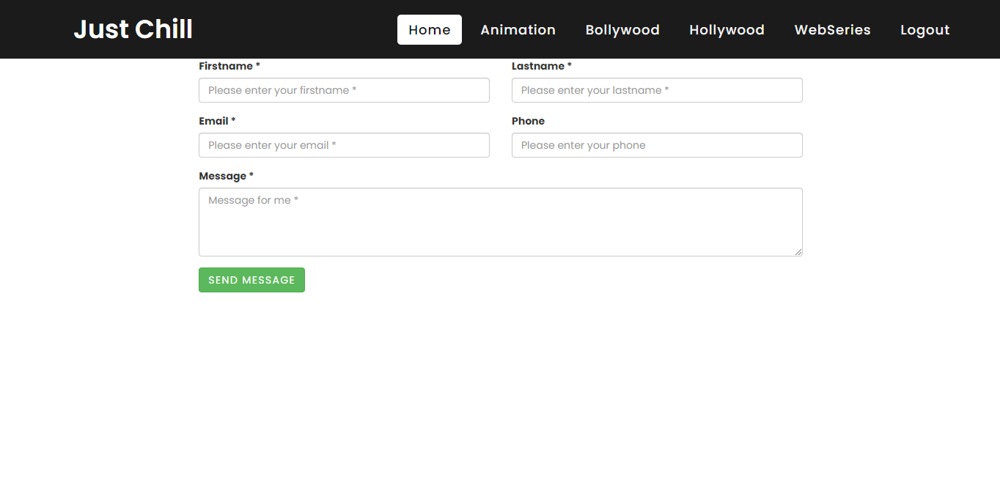 Just Chill Home Animation Bollywood Hollywood WebSeries Logout
Firstname * Lastname *
Please enter your firstname * Please enter your lastname *
Email * Phone
Please enter your email * Please enter your phone
Message *
Message for me *
SEND MESSAGE